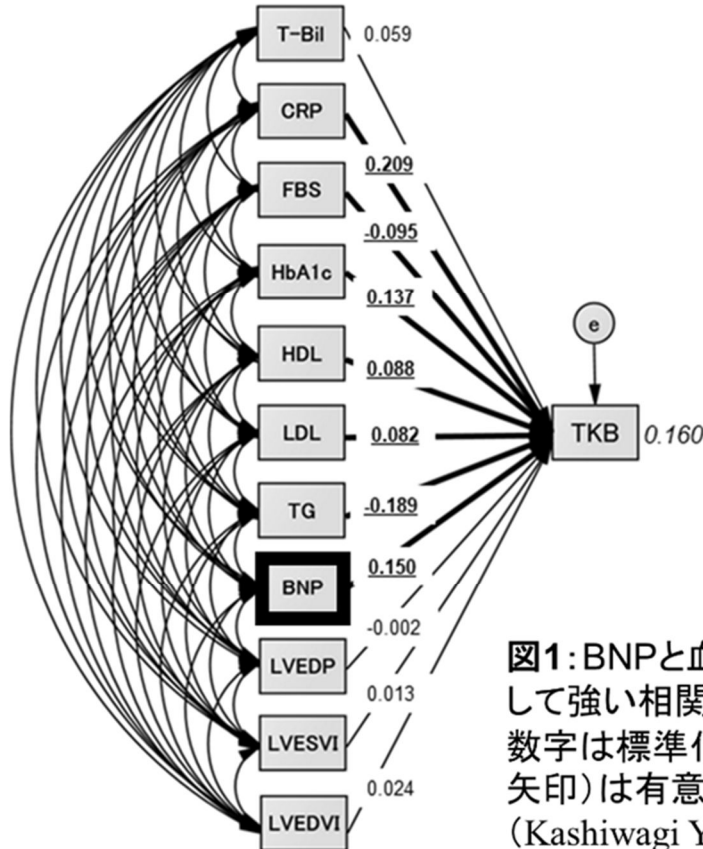 T-Bil
0.059
CRP
0.209
FBS
-0.095
HbA1c
0.137
HDL
0.088
LDL
0.082
TG
-0.189
BNP
0.150
LVEDP
-0.002
LVESVI
0.013
LVEDVI
0.024
e
TKB
0.160
図1：BNPと血
して強い相関
数字は標準化
矢印）は有意
（Kashiwagi Y